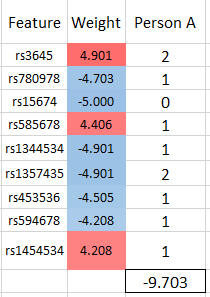 Feature Weight Person A
rs3645 4.901 2
rs780978 -4.703 1
rs15674 -5.000 0
rs585678 4.406 1
rs1344534 -4.901 1
rs1357435 -4.901 2
rs453536 -4.505 1
rs594678 -4.208 1
rs1454534 4.208 1
-9.703